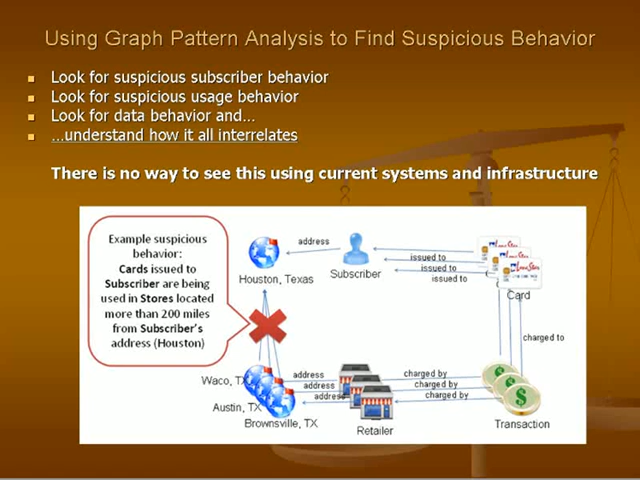 Using Graph Pattern Analysis to Find Suspicious Behavior
Look for suspicious subscriber behavior
Look for suspicious usage behavior
Look for data behavior and…
…understand how it all interrelates
There is no way to see this using current systems and infrastructure
Example suspicious
behavior:
Cards issued to
Subscriber are being
used in Stores located
more than 200 miles
from Subscriber's
address (Houston)
address
Houston, Texas
Subscriber
issued to
issued to
issued to
Lone Star
Card
charged to
Waco, TX
Austin, TX
Brownsville, TX
address
address
address
Retailer
charged by
charged by
charged by
Transaction